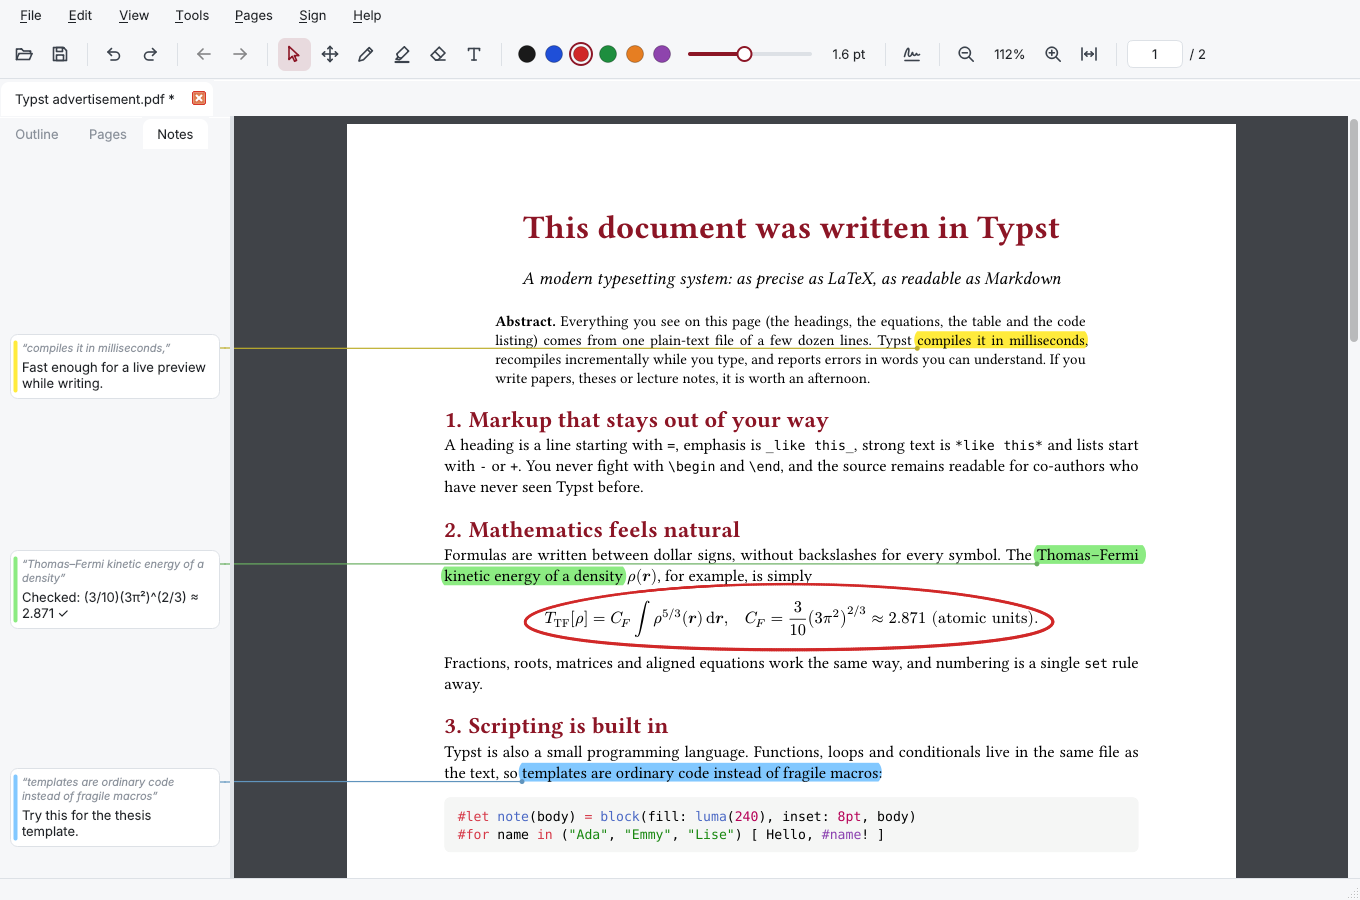 File Edit View Tools Pages Sign Help
112% 1 / 2
1.6 pt
Typst advertisement.pdf *
Outline Pages Notes
“compiles it in milliseconds,”
Fast enough for a live preview
while writing.
“Thomas–Fermi kinetic energy of a
density”
Checked: (3/10)(3π²)^(2/3) ≈
2.871 ✓
“templates are ordinary code
instead of fragile macros”
Try this for the thesis
template.
This document was written in Typst
A modern typesetting system: as precise as LaTeX, as readable as Markdown
Abstract. Everything you see on this page (the headings, the equations, the table and the code
listing) comes from one plain-text file of a few dozen lines. Typst compiles it in milliseconds,
recompiles incrementally while you type, and reports errors in words you can understand. If you
write papers, theses or lecture notes, it is worth an afternoon.
1. Markup that stays out of your way
A heading is a line starting with =, emphasis is _like this_, strong text is *like this* and lists start
with - or +. You never fight with \begin and \end, and the source remains readable for co-authors who
have never seen Typst before.
2. Mathematics feels natural
Formulas are written between dollar signs, without backslashes for every symbol. The Thomas–Fermi
kinetic energy of a density ρ(r), for example, is simply
T_TF[ρ] = C_F ∫ ρ^5/3(r) dr, C_F = 3/10 (3π²)^2/3 ≈ 2.871 (atomic units).
Fractions, roots, matrices and aligned equations work the same way, and numbering is a single set rule
away.
3. Scripting is built in
Typst is also a small programming language. Functions, loops and conditionals live in the same file as
the text, so templates are ordinary code instead of fragile macros:
#let note(body) = block(fill: luma(240), inset: 8pt, body)
#for name in ("Ada", "Emmy", "Lise") [ Hello, #name! ]